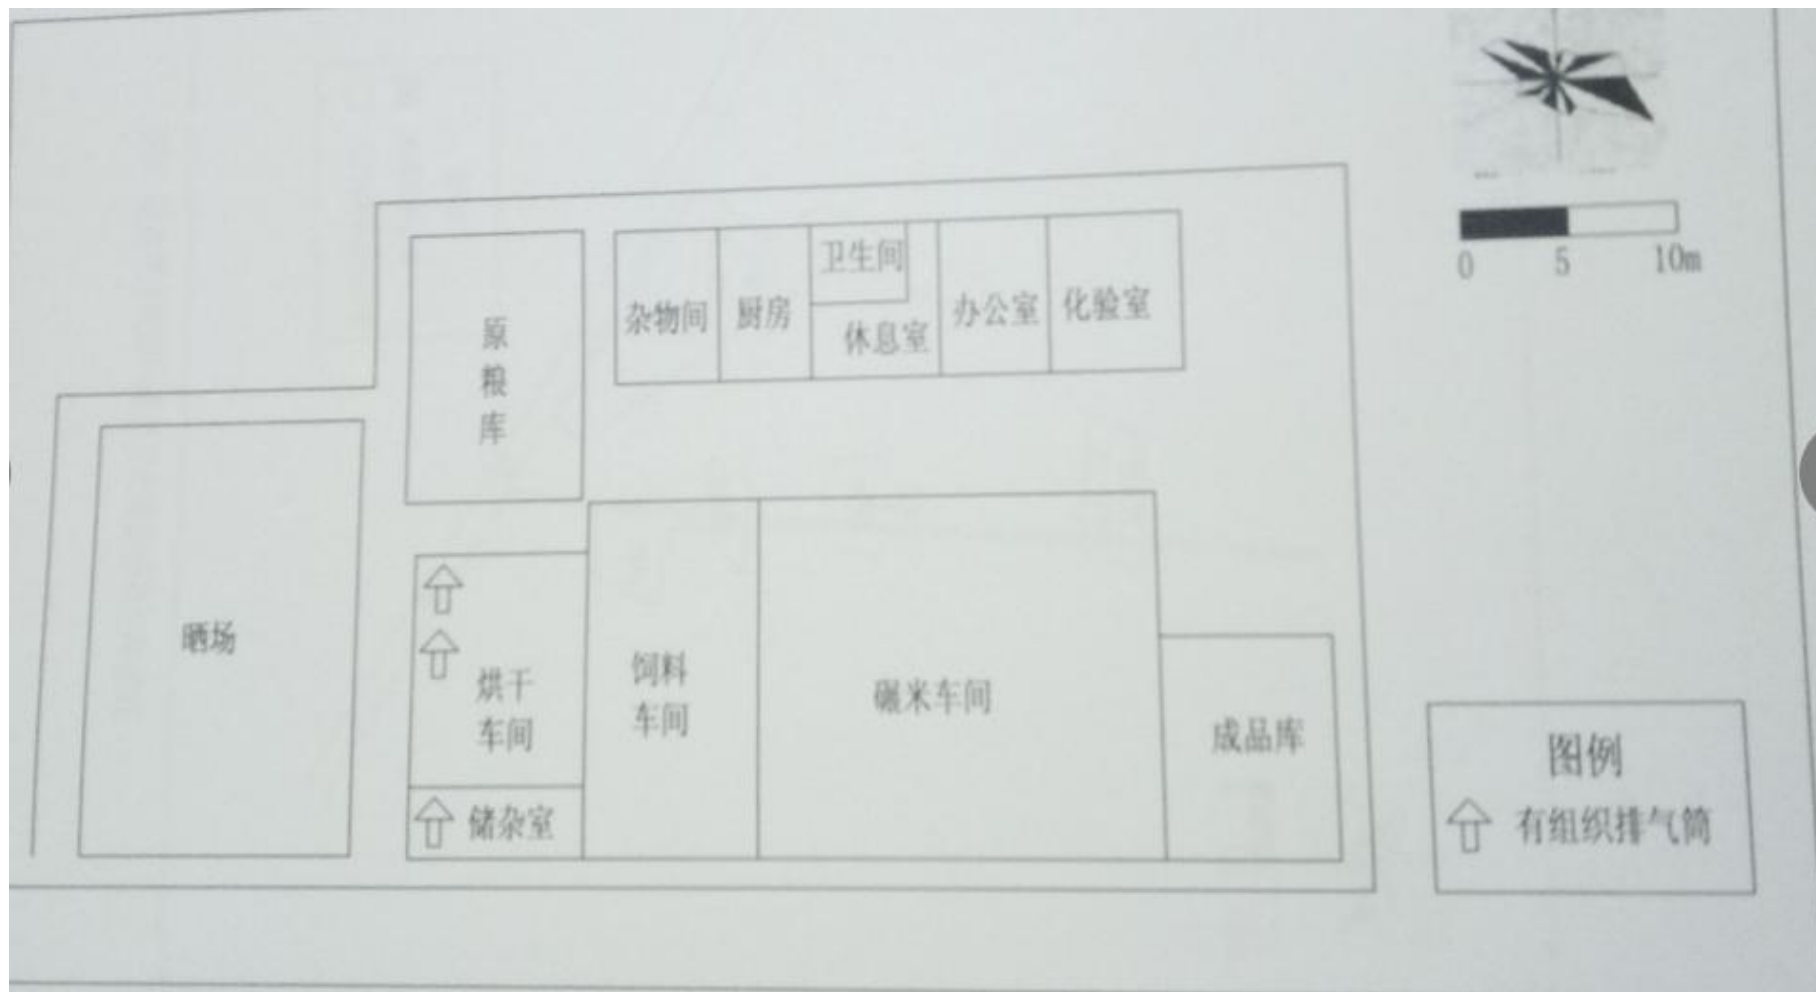 0 5 10m
卫生间
杂物间 厨房 休息室 办公室 化验室
原
粮
库
晒场
烘干
车间
饲料
车间
碾米车间
成品库
储杂室
图例
有组织排气筒